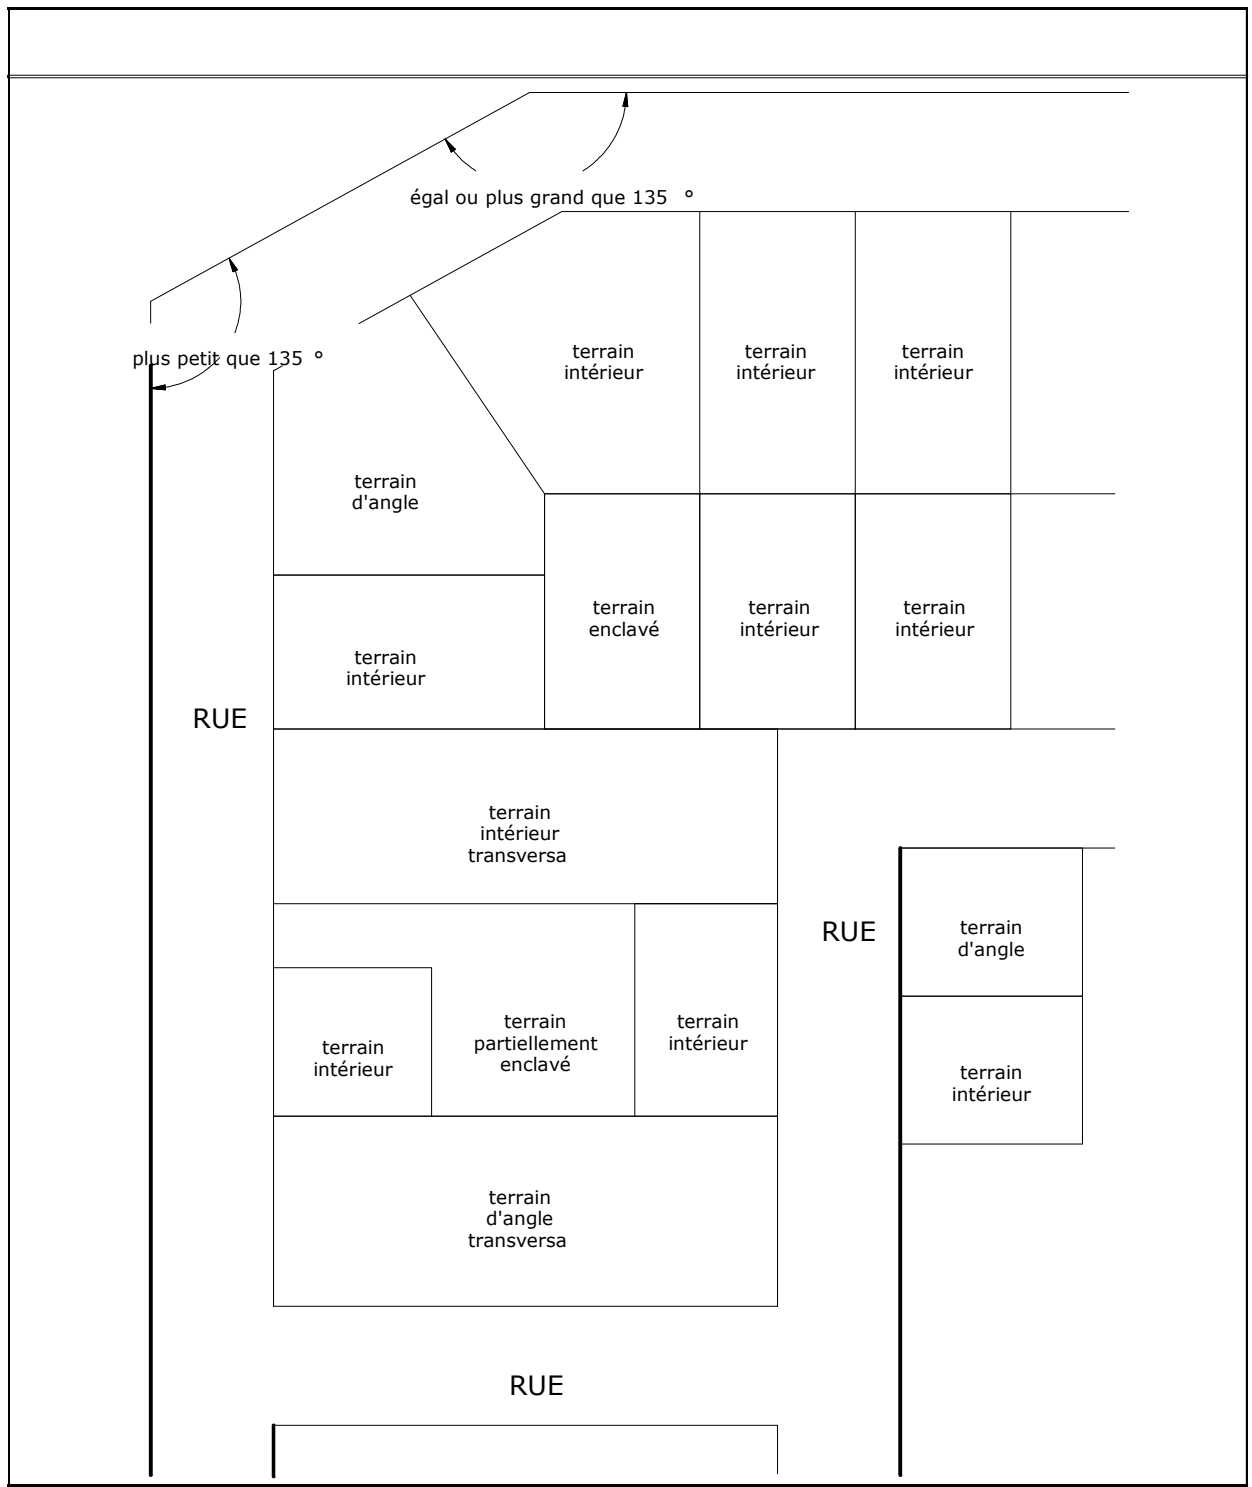 égal ou plus grand que 135 °
plus petit que 135 °
terrain
intérieur
terrain
intérieur
terrain
intérieur
terrain
d'angle
terrain
enclavé
terrain
intérieur
terrain
intérieur
terrain
intérieur
RUE
terrain
intérieur
transversa
RUE
terrain
d'angle
terrain
intérieur
terrain
partiellement
enclavé
terrain
intérieur
terrain
intérieur
terrain
d'angle
transversa
RUE